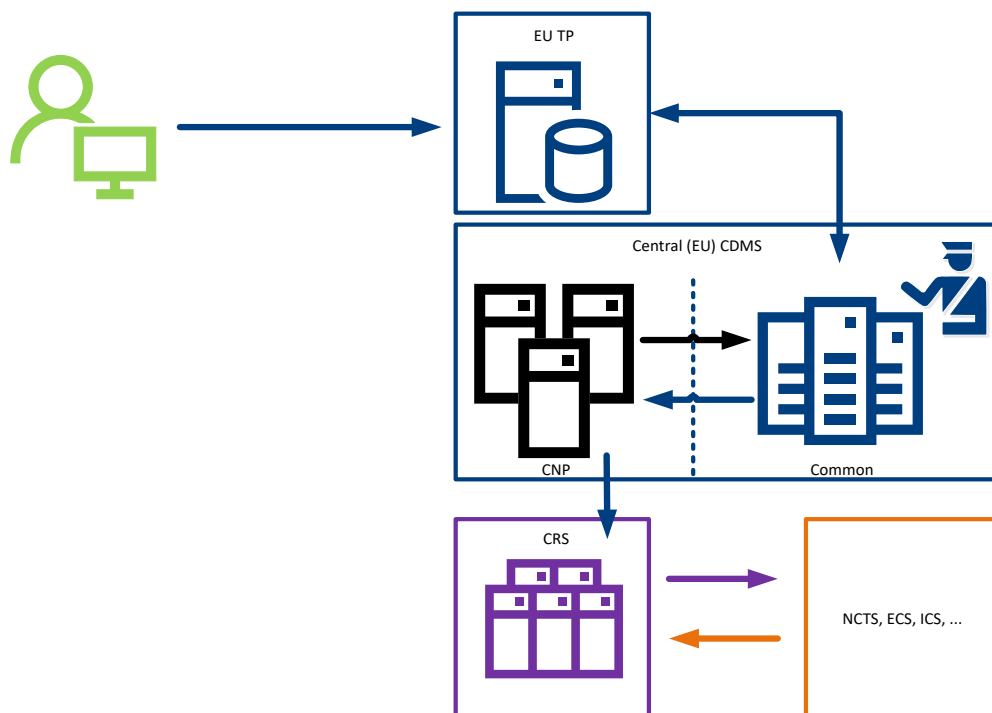 EU TP
Central (EU) CDMS
CNP
Common
CRS
NCTS, ECS, ICS, ...